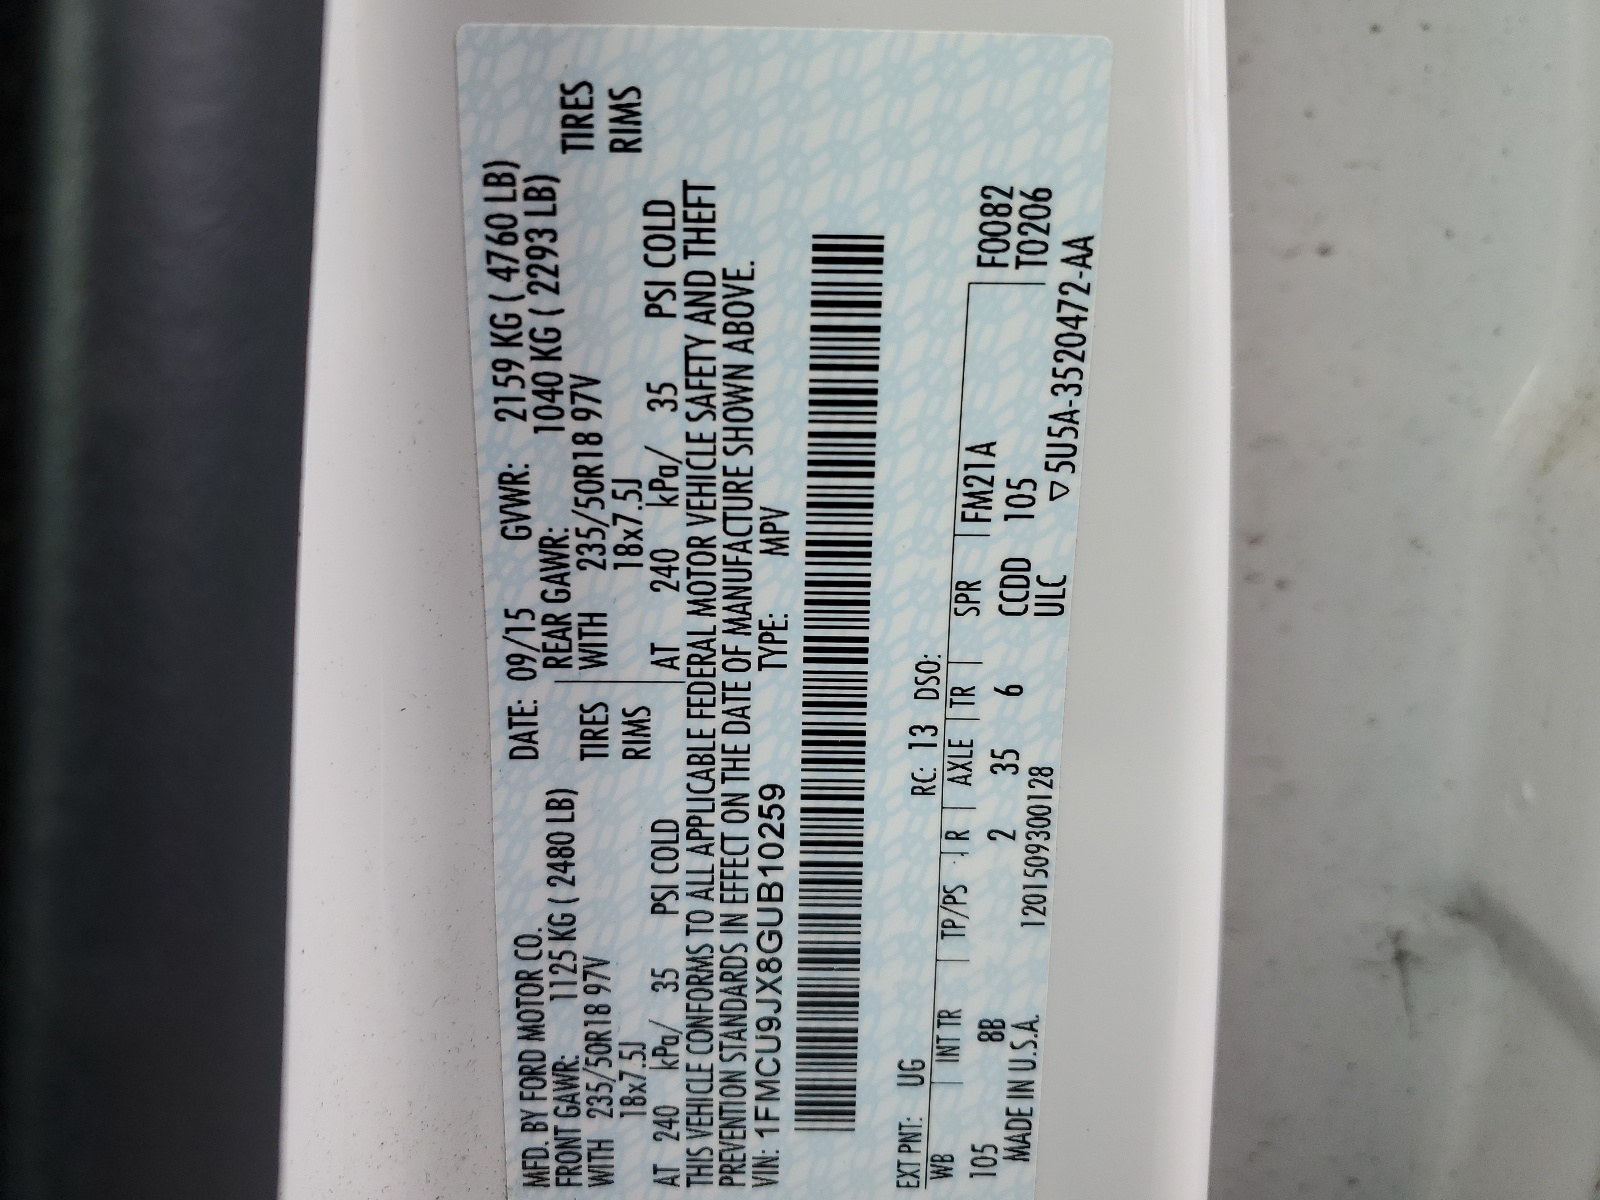 MFD. BY FORD MOTOR CO. DATE: 09/15 GVWR: 2159 KG ( 4760 LB)
FRONT GAWR: 1125 KG ( 2480 LB) REAR GAWR: 1040 KG ( 2293 LB)
WITH 235/50R18 97V TIRES WITH 235/50R18 97V TIRES
18x7.5J RIMS 18x7.5J RIMS
AT 240 kPa/ 35 PSI COLD AT 240 kPa/ 35 PSI COLD
THIS VEHICLE CONFORMS TO ALL APPLICABLE FEDERAL MOTOR VEHICLE SAFETY AND THEFT
PREVENTION STANDARDS IN EFFECT ON THE DATE OF MANUFACTURE SHOWN ABOVE.
VIN: 1FMCU9JX8GUB10259 TYPE: MPV
EXT PNT: UG RC: 13 DSO:
WB INT TR TP/PS R AXLE TR SPR FM21A F0082
105 8B 2 35 6 CCDD 105 T0206
MADE IN U.S.A. 1201509300128 ULC ▽5U5A-3520472-AA